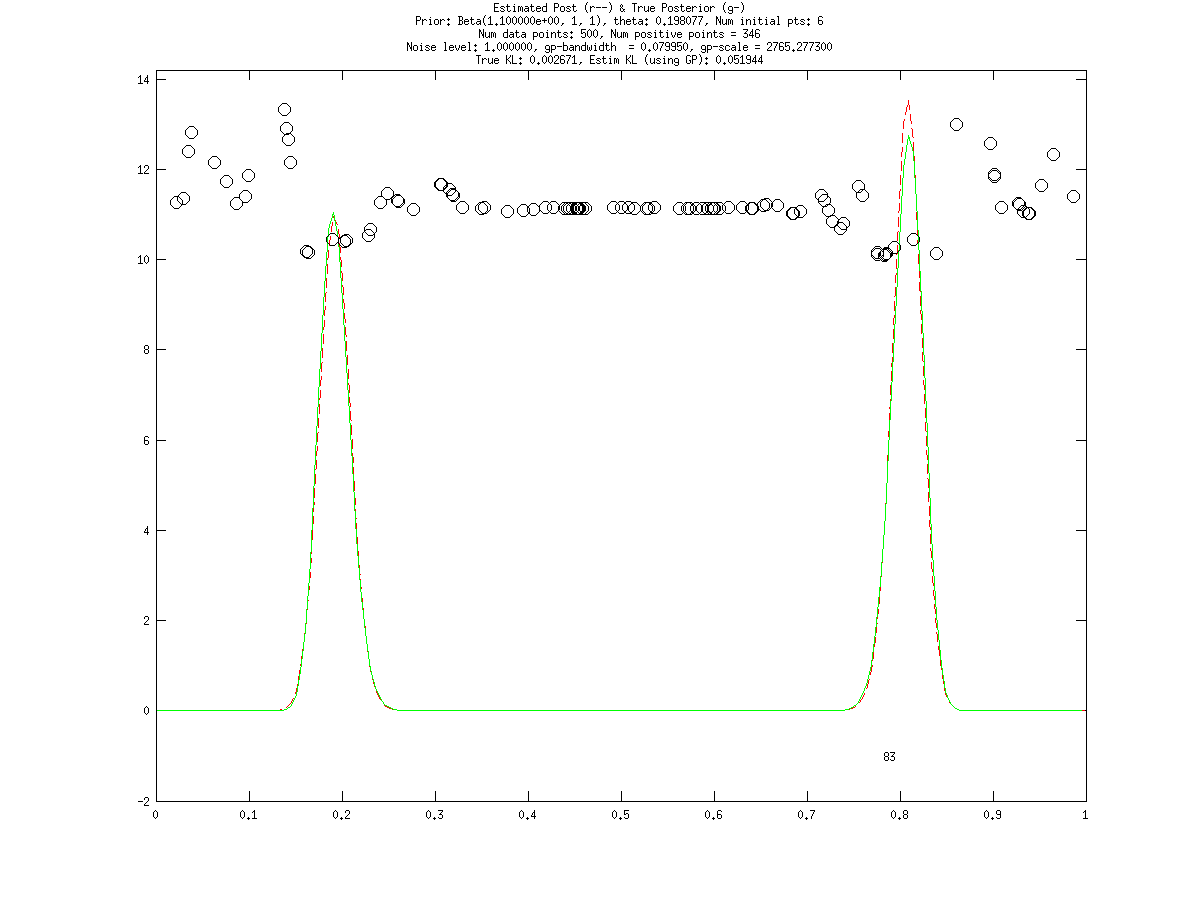 Estimated Post (r--) & True Posterior (g-)
Prior: Beta(1.100000e+00, 1, 1), theta: 0.198077, Num initial pts: 6
Num data points: 500, Num positive points = 346
Noise level: 1.000000, gp-bandwidth  = 0.079950, gp-scale = 2765.277300
True KL: 0.002671, Estim KL (using GP): 0.051944
14
12
10
8
6
4
2
0
83
-2
0 0.1 0.2 0.3 0.4 0.5 0.6 0.7 0.8 0.9 1